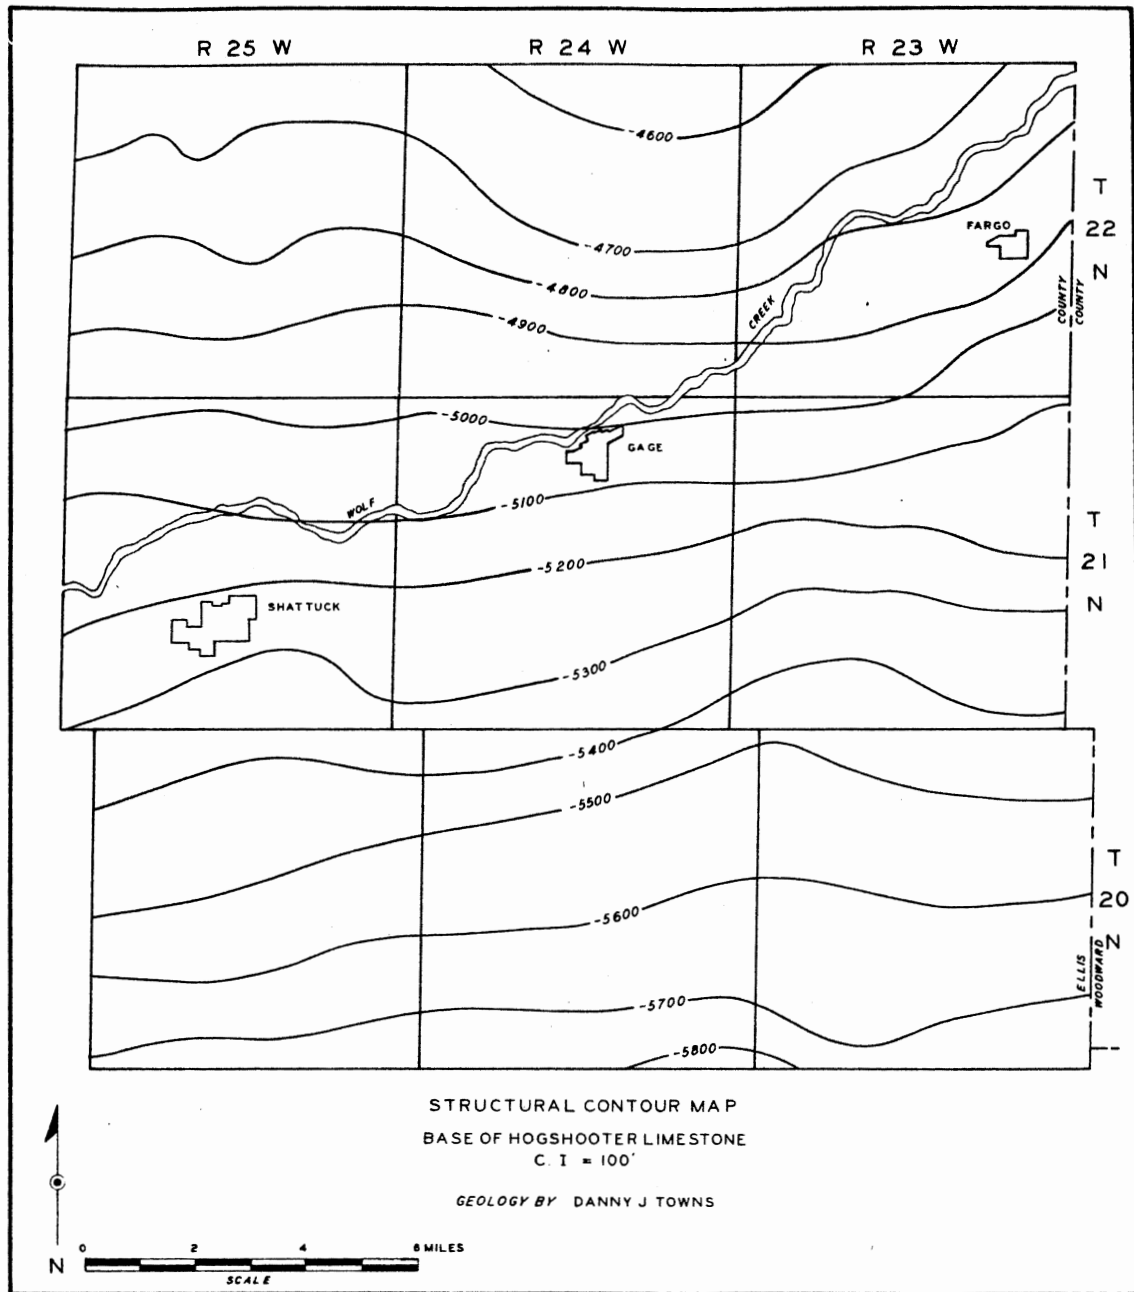 R 25 W R 24 W R 23 W
-4600
T
22
N
FARGO
-4700
-4800
CREEK
COUNTY
COUNTY
-4900
-5000
GAGE
-5100
WOLF
T
21
N
-5200
SHATTUCK
-5300
-5400
-5500
T
20
N
-5600
ELLIS
WOODWARD
-5700
-5800
STRUCTURAL CONTOUR MAP
BASE OF HOGSHOOTER LIMESTONE
C. I = 100'
GEOLOGY BY DANNY J TOWNS
0 2 4 6 MILES
SCALE
N